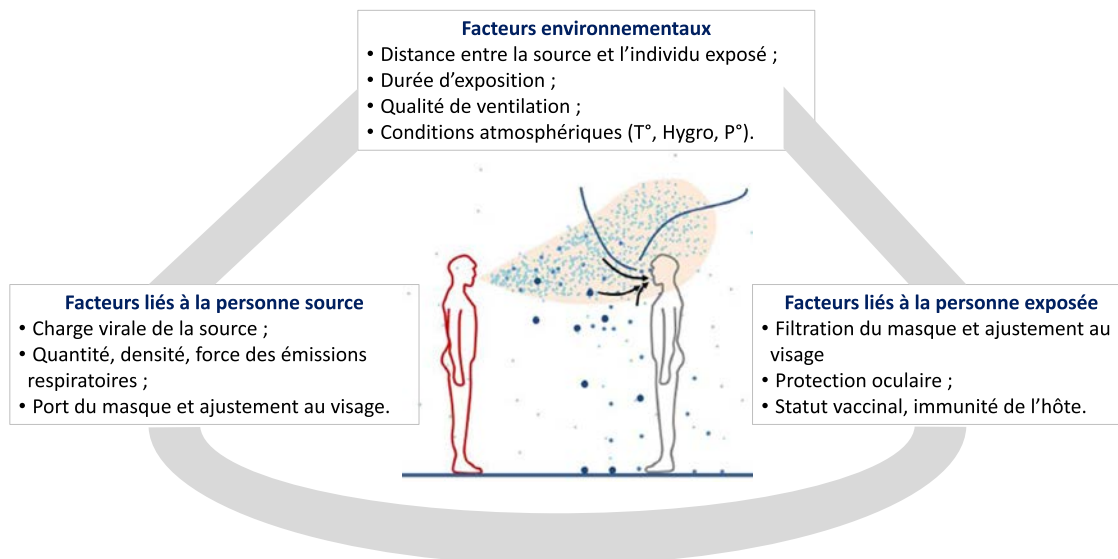 Facteurs environnementaux
• Distance entre la source et l’individu exposé ;
• Durée d’exposition ;
• Qualité de ventilation ;
• Conditions atmosphériques (T°, Hygro, P°).
Facteurs liés à la personne source
• Charge virale de la source ;
• Quantité, densité, force des émissions
respiratoires ;
• Port du masque et ajustement au visage.
Facteurs liés à la personne exposée
• Filtration du masque et ajustement au
visage
• Protection oculaire ;
• Statut vaccinal, immunité de l’hôte.